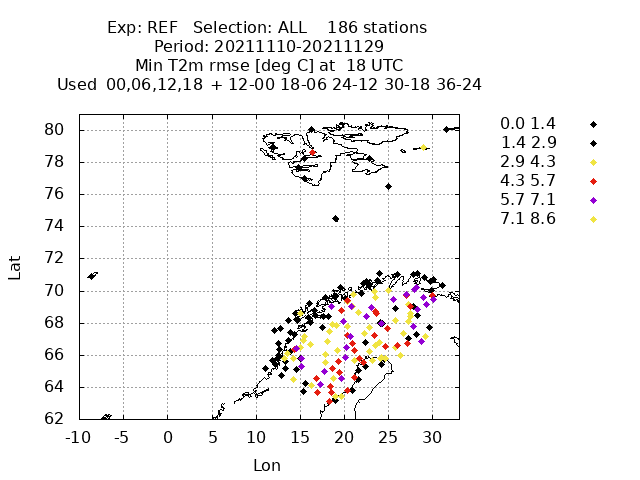 Exp: REF   Selection: ALL    186 stations
Period: 20211110-20211129
Min T2m rmse [deg C] at  18 UTC
Used  00,06,12,18  + 12-00 18-06 24-12 30-18 36-24
0.0 1.4
1.4 2.9
2.9 4.3
4.3 5.7
5.7 7.1
7.1 8.6
Lat
80
78
76
74
72
70
68
66
64
62
-10 -5 0 5 10 15 20 25 30
Lon